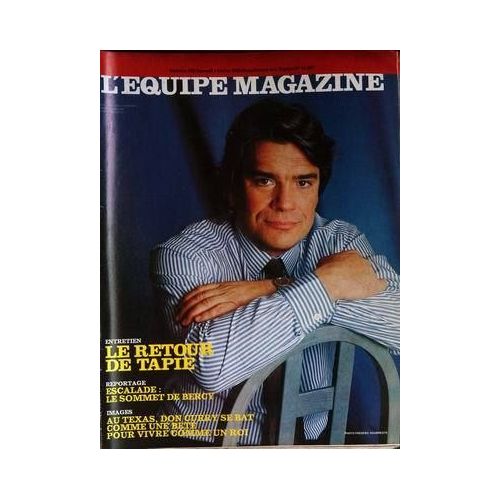 L'EQUIPE MAGAZINE
ENTRETIEN
LE RETOUR
DE TAPIE
REPORTAGE
ESCALADE :
LE SOMMET DE BERCY
IMAGES
AU TEXAS, DON CURRY SE BAT
COMME UNE BETE
POUR VIVRE COMME UN ROI